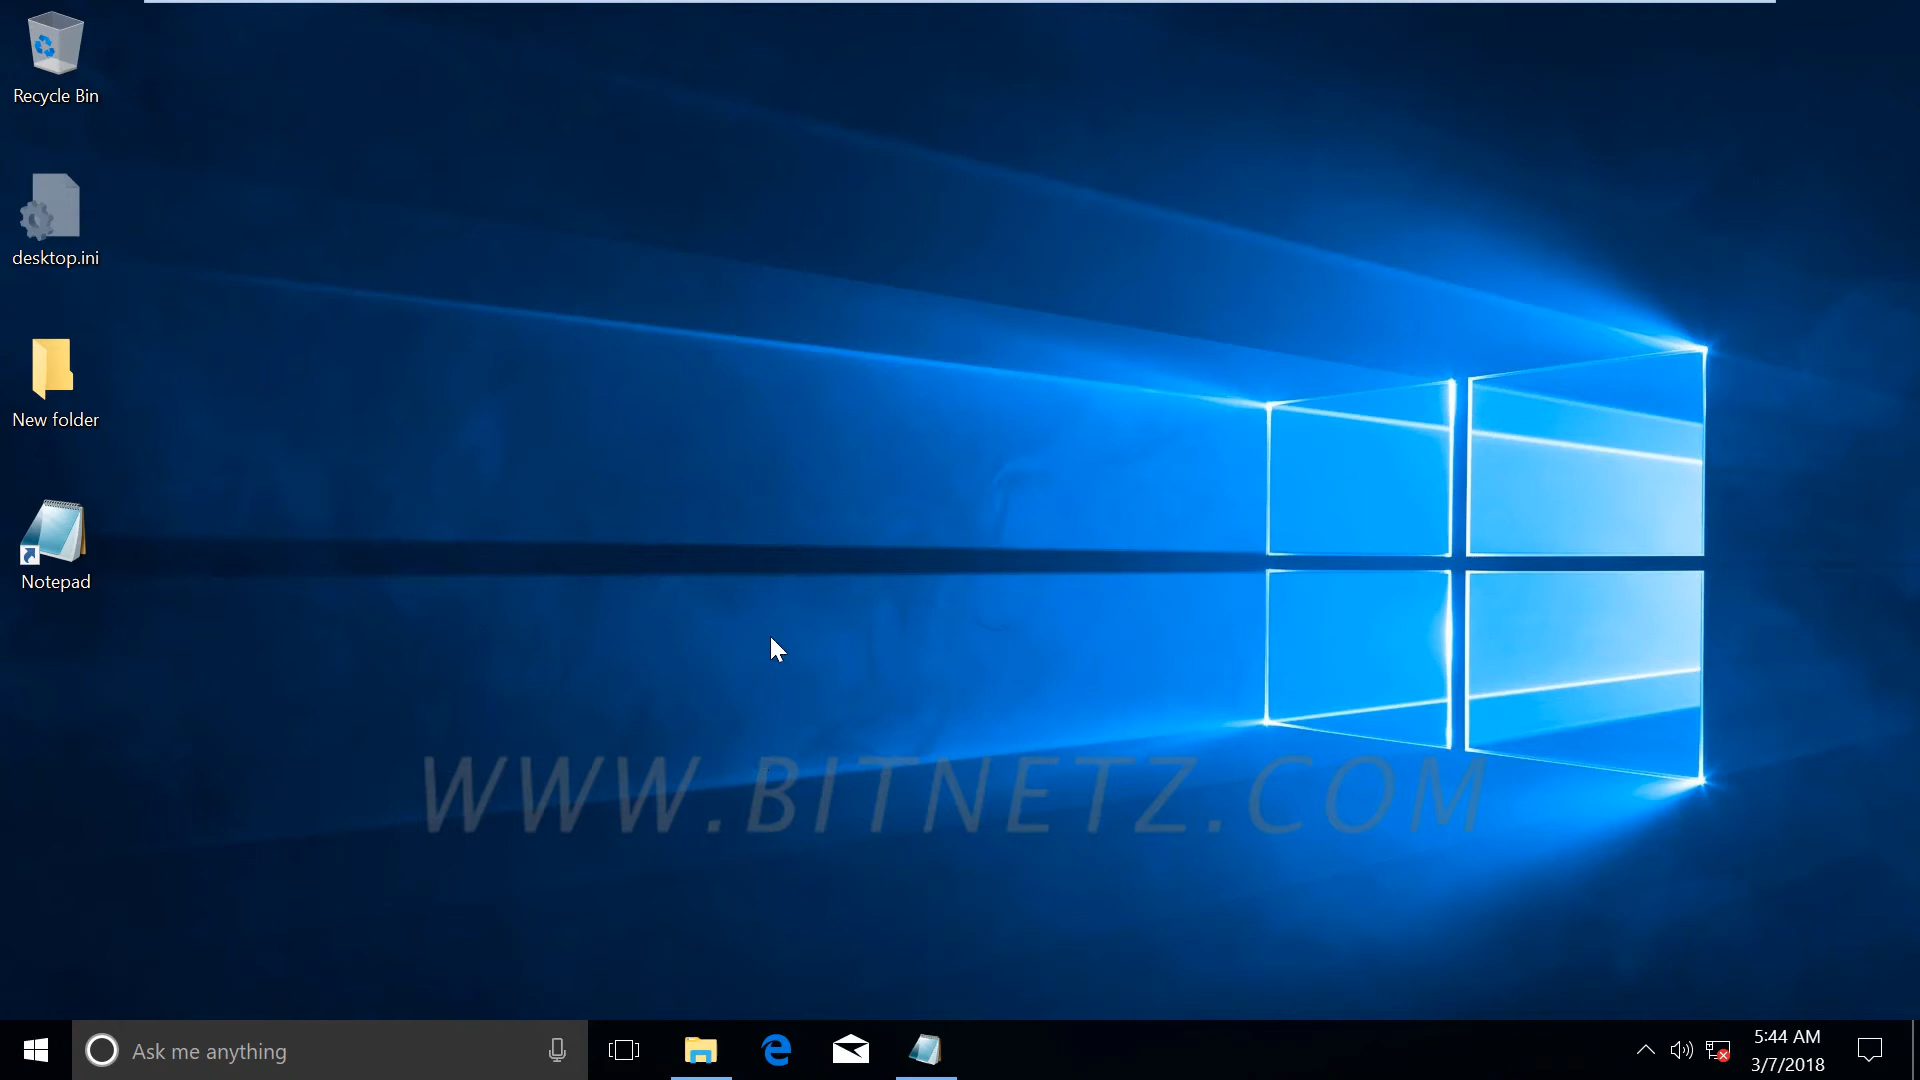 Recycle Bin
desktop.ini
New folder
Notepad
WWW.BITNETZ.COM
Ask me anything
5:44 AM
3/7/2018